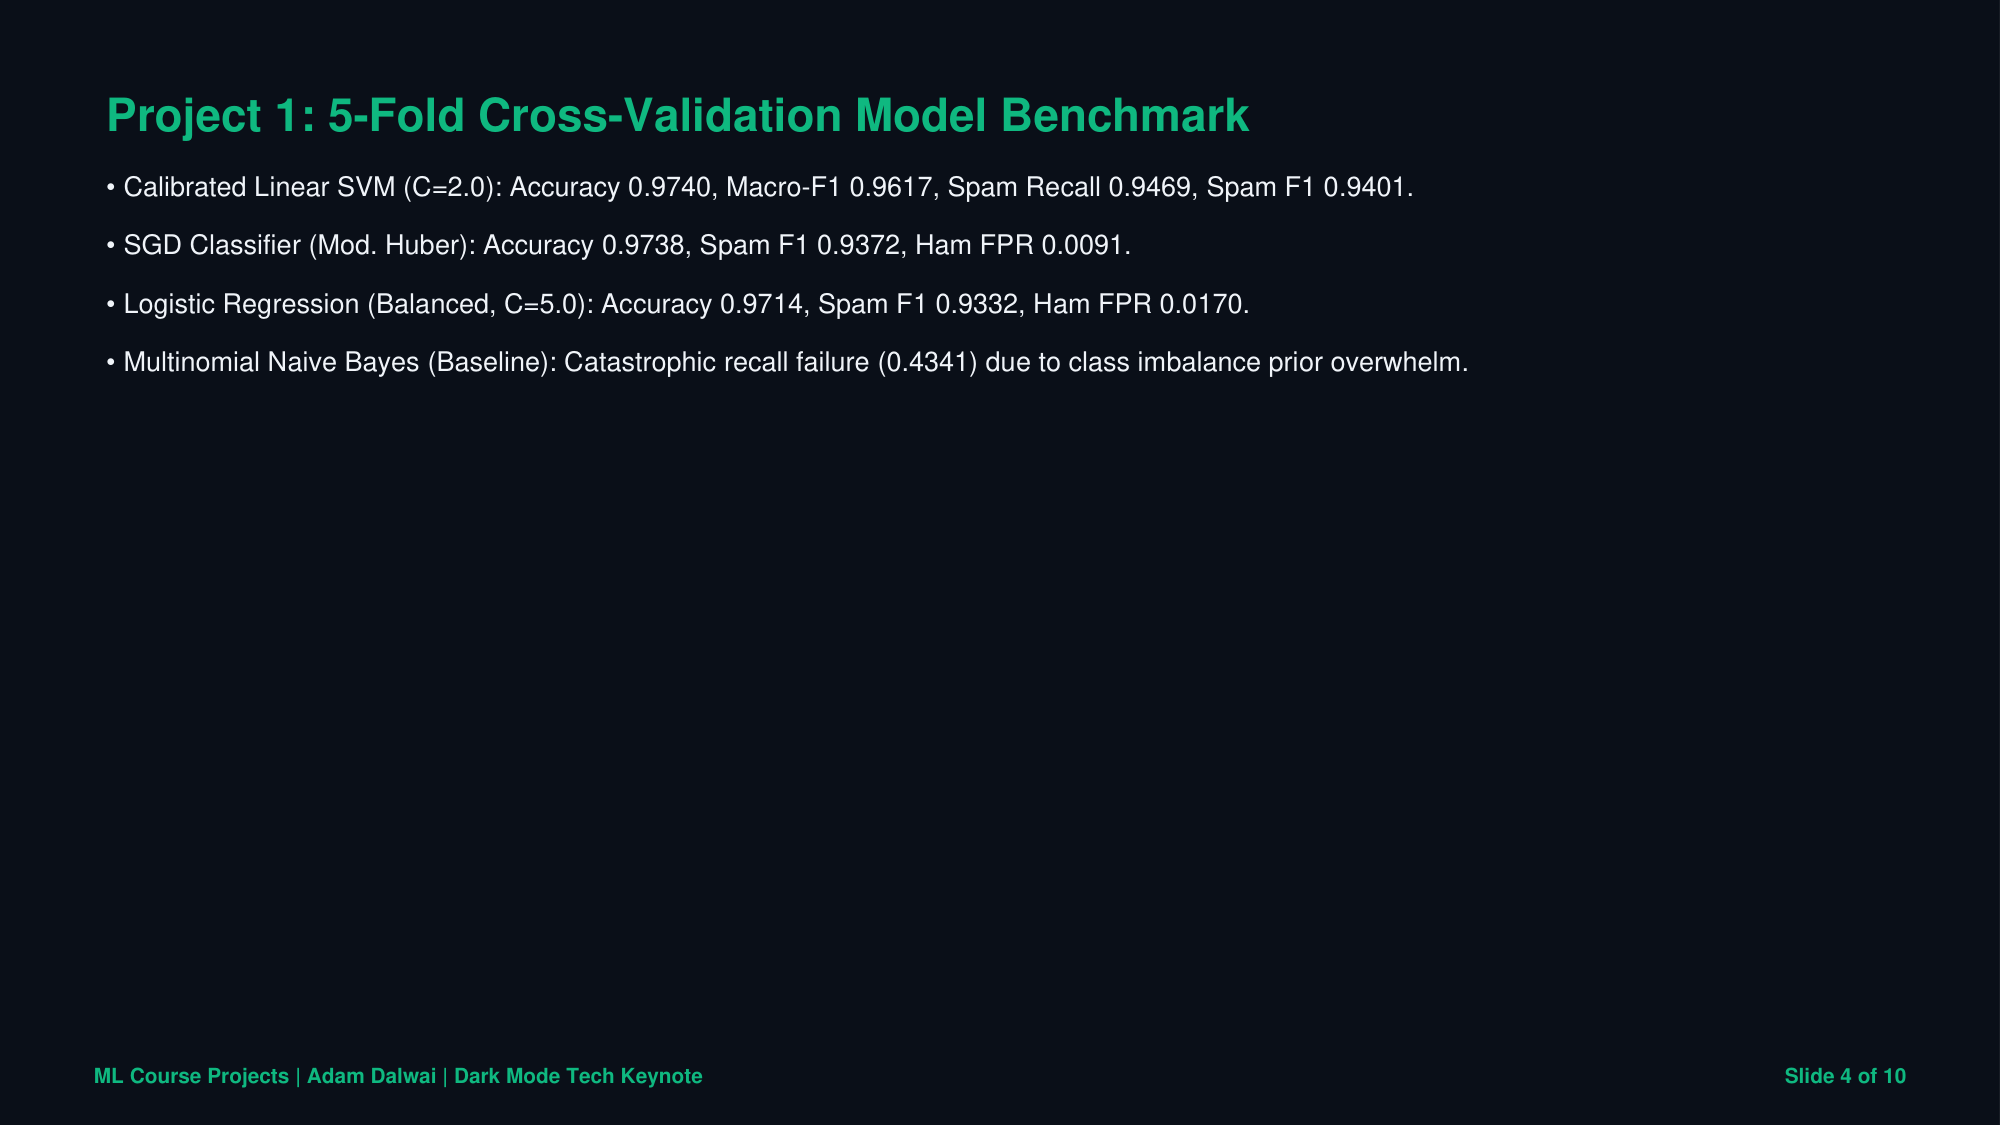 Project 1: 5-Fold Cross-Validation Model Benchmark
• Calibrated Linear SVM (C=2.0): Accuracy 0.9740, Macro-F1 0.9617, Spam Recall 0.9469, Spam F1 0.9401.
• SGD Classifier (Mod. Huber): Accuracy 0.9738, Spam F1 0.9372, Ham FPR 0.0091.
• Logistic Regression (Balanced, C=5.0): Accuracy 0.9714, Spam F1 0.9332, Ham FPR 0.0170.
• Multinomial Naive Bayes (Baseline): Catastrophic recall failure (0.4341) due to class imbalance prior overwhelm.
ML Course Projects | Adam Dalwai | Dark Mode Tech Keynote
Slide 4 of 10